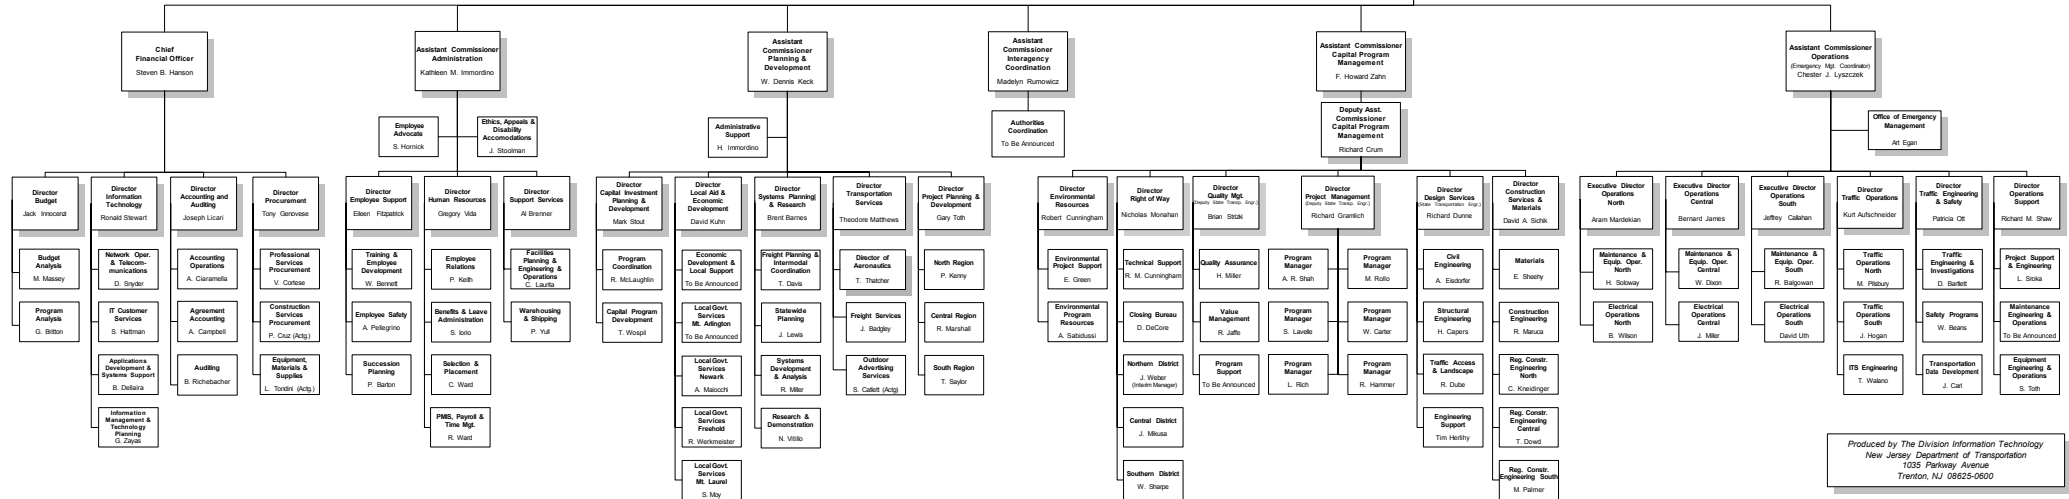 Chief
Financial Officer
Steven B. Hanson
Assistant Commissioner
Administration
Kathleen M. Immordino
Assistant
Commissioner
Planning &
Development
W. Dennis Keck
Assistant
Commissioner
Interagency
Coordination
Madelyn Rumowicz
Assistant Commissioner
Capital Program
Management
F. Howard Zahn
Assistant Commissioner
Operations
(Emergency Mgt. Coordinator)
Chester J. Lyszczek
Employee
Advocate
S. Hornick
Ethics, Appeals &
Disability
Accomodations
J. Stoolman
Administrative
Support
H. Immordino
Authorities
Coordination
To Be Announced
Deputy Asst.
Commissioner
Capital Program
Management
Richard Crum
Office of Emergency
Management
Art Egan
Director
Budget
Jack Innocenzi
Director
Information
Technology
Ronald Stewart
Director
Accounting and
Auditing
Joseph Licari
Director
Procurement
Tony Genovese
Director
Employee Support
Eileen Fitzpatrick
Director
Human Resources
Gregory Vida
Director
Support Services
Al Brenner
Director
Capital Investment
Planning &
Development
Mark Stout
Director
Local Aid &
Economic
Development
David Kuhn
Director
Systems Planning
& Research
Brent Barnes
Director
Transportation
Services
Theodore Matthews
Director
Project Planning &
Development
Gary Toth
Director
Environmental
Resources
Robert Cunningham
Director
Right of Way
Nicholas Monahan
Director
Quality Mgt.
(Deputy State Transp. Engr.)
Brian Strizki
Director
Project Management
(Deputy State Transp. Engr.)
Richard Gramlich
Director
Design Services
(State Transportation Engr.)
Richard Dunne
Director
Construction
Services &
Materials
David A. Sichik
Executive Director
Operations
North
Aram Mardekian
Executive Director
Operations
Central
Bernard James
Executive Director
Operations
South
Jeffrey Callahan
Director
Traffic Operations
Kurt Aufschneider
Director
Traffic Engineering
& Safety
Patricia Ott
Director
Operations
Support
Richard M. Shaw
Budget
Analysis
M. Massey
Program
Analysis
G. Britton
Network Oper.
& Telecom-
munications
D. Snyder
IT Customer
Services
S. Hattman
Applications
Development &
Systems Support
B. Dellaira
Information
Management &
Technology
Planning
G. Zayas
Accounting
Operations
A. Ciaramella
Agreement
Accounting
A. Campbell
Auditing
B. Richebacher
Professional
Services
Procurement
V. Cortese
Construction
Services
Procurement
P. Cruz (Actg.)
Equipment,
Materials &
Supplies
L. Tondini (Actg.)
Training &
Employee
Development
W. Bennett
Employee Safety
A. Pellegrino
Succession
Planning
P. Barton
Employee
Relations
P. Keith
Benefits & Leave
Administration
S. Iorio
Selection &
Placement
C. Ward
PMIS, Payroll &
Time Mgt.
R. Ward
Facilities
Planning &
Engineering &
Operations
C. Laurita
Warehousing
& Shipping
P. Yull
Program
Coordination
R. McLaughlin
Capital Program
Development
T. Wospil
Economic
Development &
Local Support
To Be Announced
Local Govt.
Services
Mt. Arlington
To Be Announced
Local Govt.
Services
Newark
A. Maiocchi
Local Govt.
Services
Freehold
R. Werkmeister
Local Govt.
Services
Mt. Laurel
S. Moy
Freight Planning &
Intermodal
Coordination
T. Davis
Statewide
Planning
J. Lewis
Systems
Development
& Analysis
R. Miller
Research &
Demonstration
N. Vitillo
Director of
Aeronautics
T. Thatcher
Freight Services
J. Badgley
Outdoor
Advertising
Services
S. Catlett (Actg)
North Region
P. Kenny
Central Region
R. Marshall
South Region
T. Saylor
Environmental
Project Support
E. Green
Environmental
Program
Resources
A. Sabidussi
Technical Support
R. M. Cunningham
Closing Bureau
D. DeCore
Northern District
J. Weber
(Interim Manager)
Central District
J. Mikusa
Southern District
W. Sharpe
Quality Assurance
H. Miller
Value
Management
R. Jaffe
Program
Support
To Be Announced
Program
Manager
A. R. Shah
Program
Manager
S. Lavelle
Program
Manager
L. Rich
Program
Manager
M. Rollo
Program
Manager
W. Carter
Program
Manager
R. Hammer
Civil
Engineering
A. Eisdorfer
Structural
Engineering
H. Capers
Traffic Access
& Landscape
R. Dube
Engineering
Support
Tim Herlihy
Materials
E. Sheehy
Construction
Engineering
R. Maruca
Reg. Constr.
Engineering
North
C. Kneidinger
Reg. Constr.
Engineering
Central
T. Dowd
Reg. Constr.
Engineering South
M. Palmer
Maintenance &
Equip. Oper.
North
H. Soloway
Electrical
Operations
North
B. Wilson
Maintenance
& Equip. Oper.
Central
W. Dixon
Electrical
Operations
Central
J. Miller
Maintenance &
Equip. Oper.
South
R. Balgowan
Electrical
Operations
South
David Uth
Traffic
Operations
North
M. Pilsbury
Traffic
Operations
South
J. Hogan
ITS Engineering
T. Walano
Traffic
Engineering &
Investigations
D. Bartlett
Safety Programs
W. Beans
Transportation
Data Development
J. Carl
Project Support
& Engineering
L. Sroka
Maintenance
Engineering
& Operations
To Be Announced
Equipment
Engineering &
Operations
S. Toth
Produced by The Division Information Technology
New Jersey Department of Transportation
1035 Parkway Avenue
Trenton, NJ 08625-0600